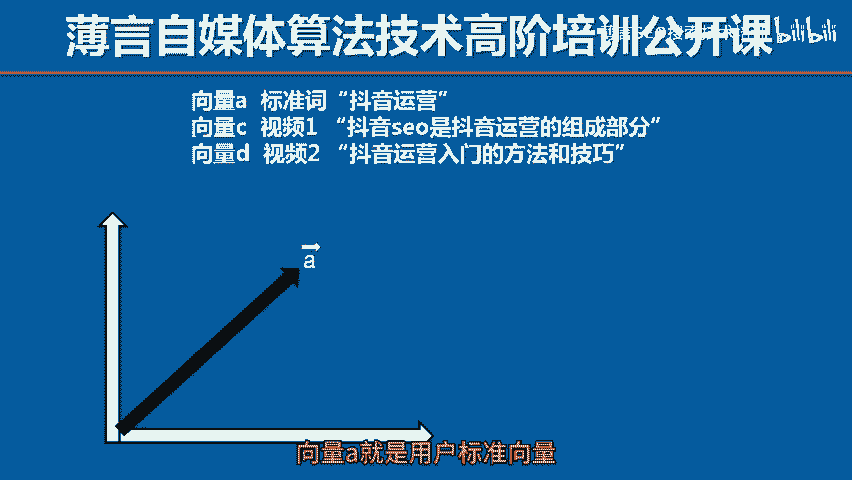 薄言自媒体算法技术高阶培训公开课
bilibili
向量a 标准词“抖音运营”
向量c 视频1 “抖音seo是抖音运营的组成部分”
向量d 视频2 “抖音运营入门的方法和技巧”
a
向量a就是用户标准向量